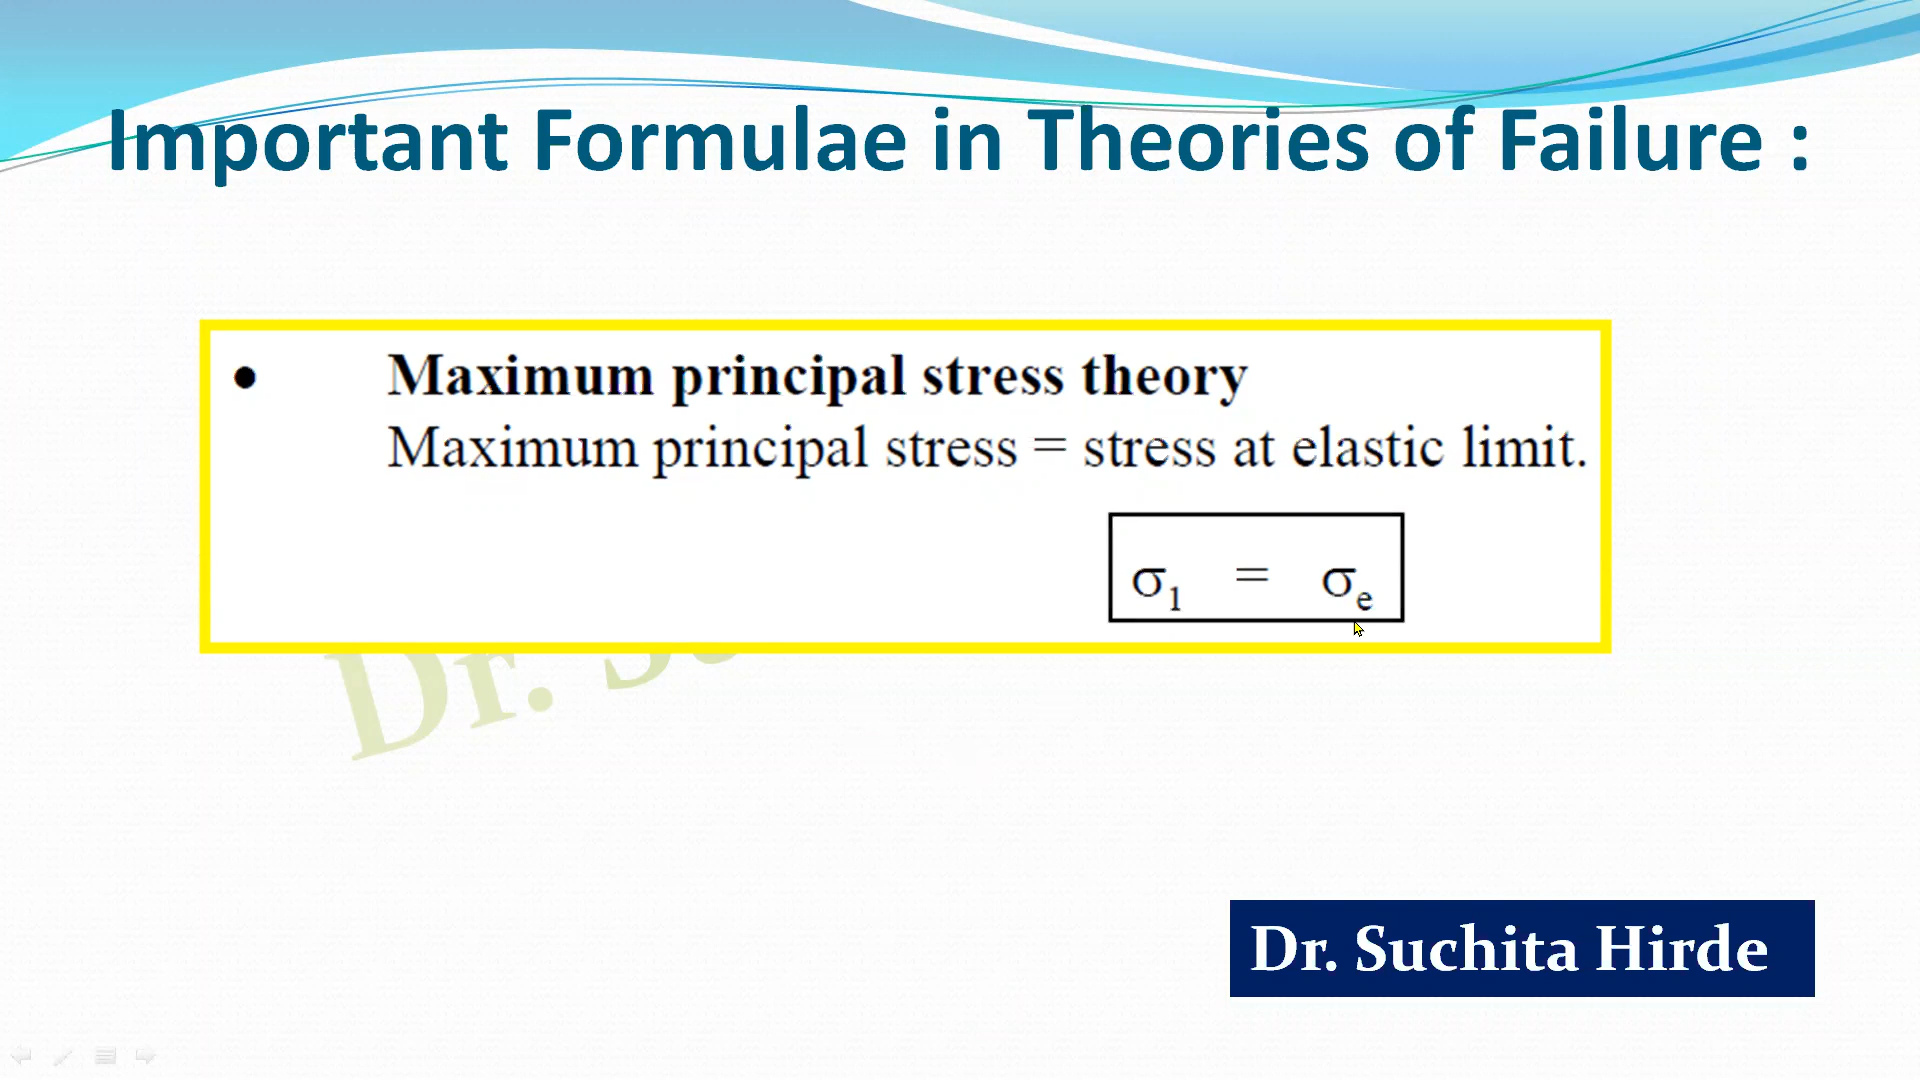 Important Formulae in Theories of Failure :
• Maximum principal stress theory
Maximum principal stress = stress at elastic limit.
σ₁ = σₑ
Dr.
Dr. Suchita Hirde